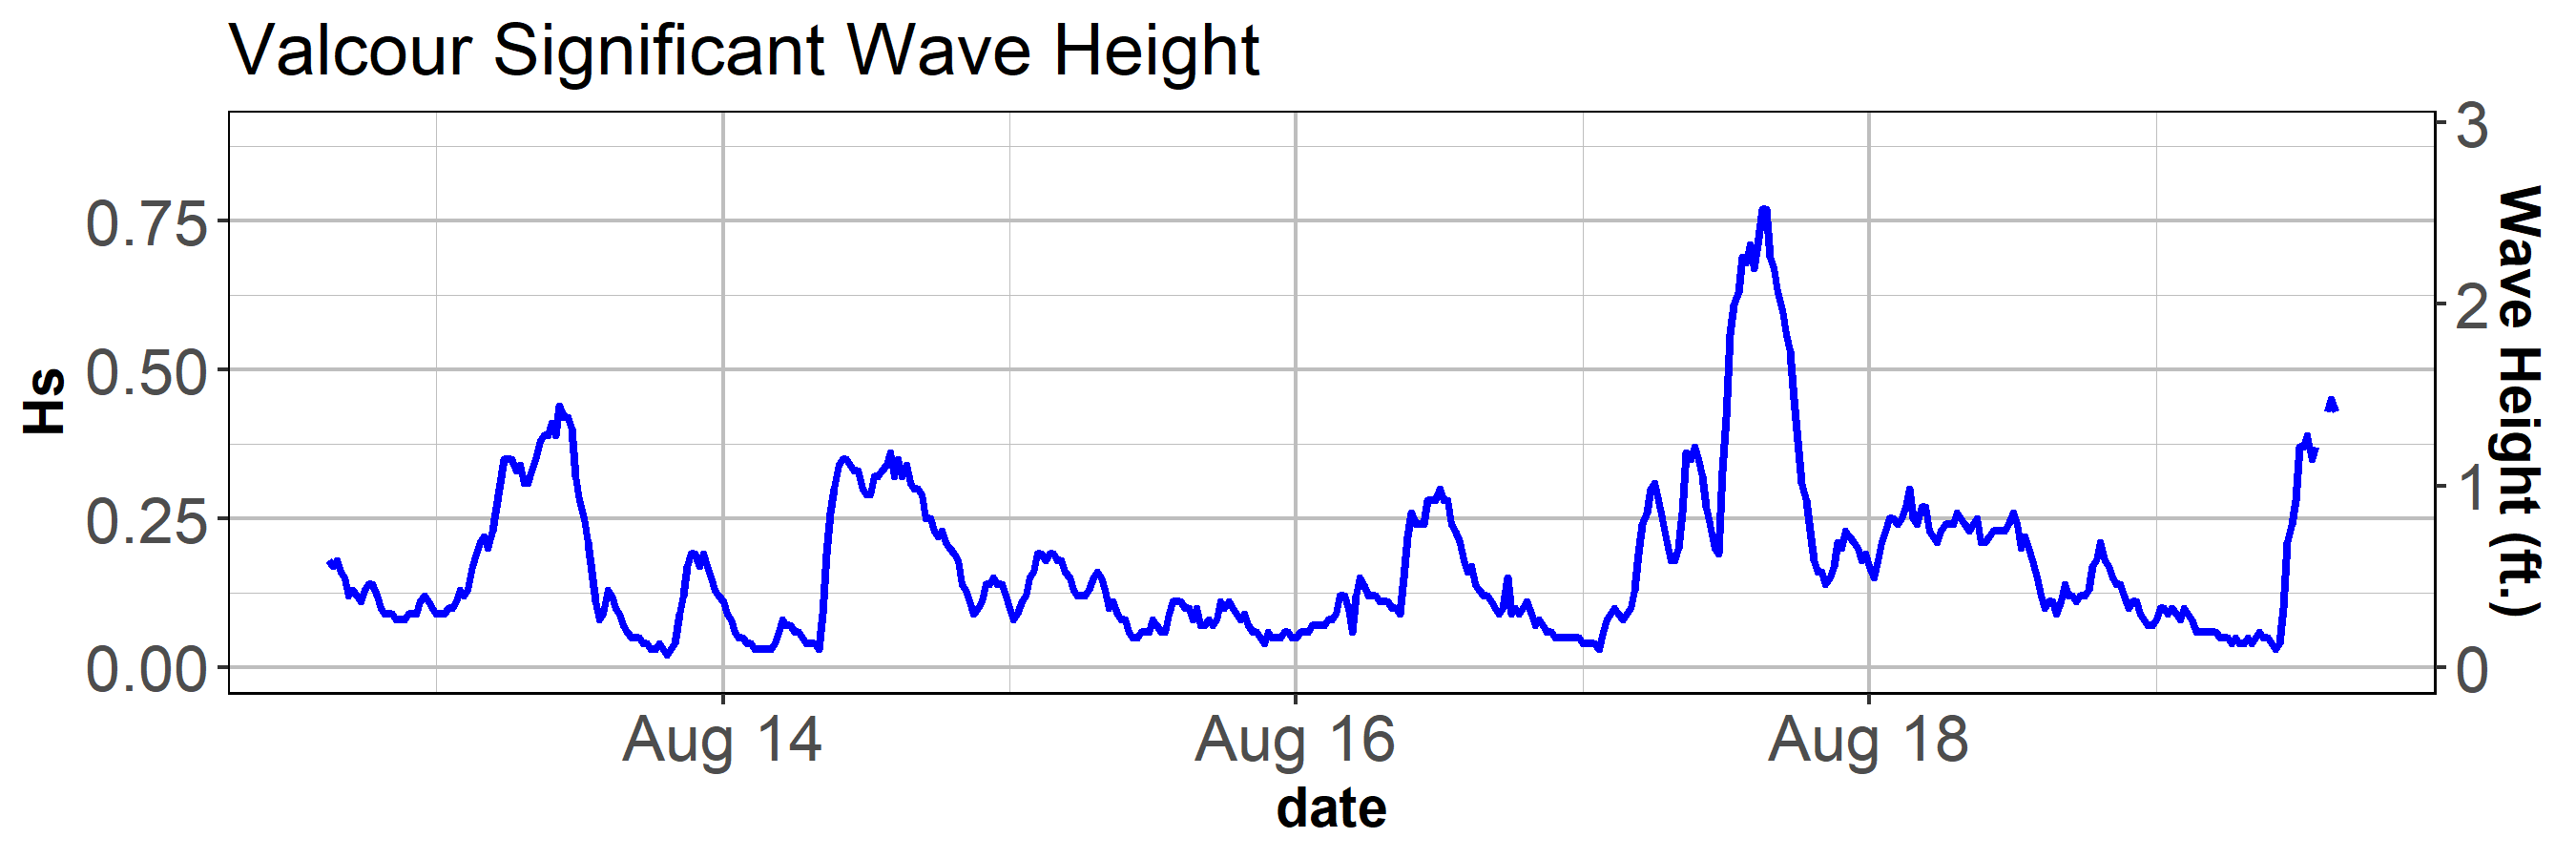 Valcour Significant Wave Height
Hs
0.75
0.50
0.25
0.00
3
2
1
0
Wave Height (ft.)
Aug 14
Aug 16
Aug 18
date